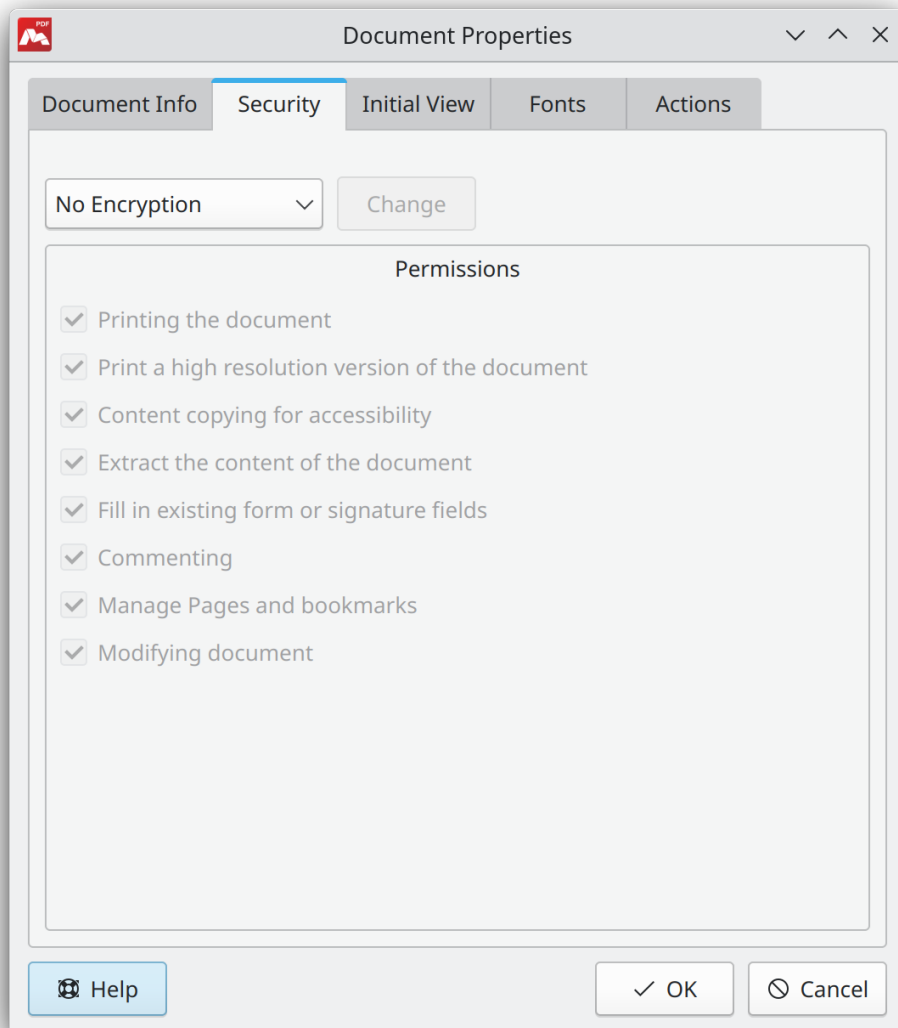 PDF
Document Properties
Document Info Security Initial View Fonts Actions
No Encryption Change
Permissions
Printing the document
Print a high resolution version of the document
Content copying for accessibility
Extract the content of the document
Fill in existing form or signature fields
Commenting
Manage Pages and bookmarks
Modifying document
Help OK Cancel